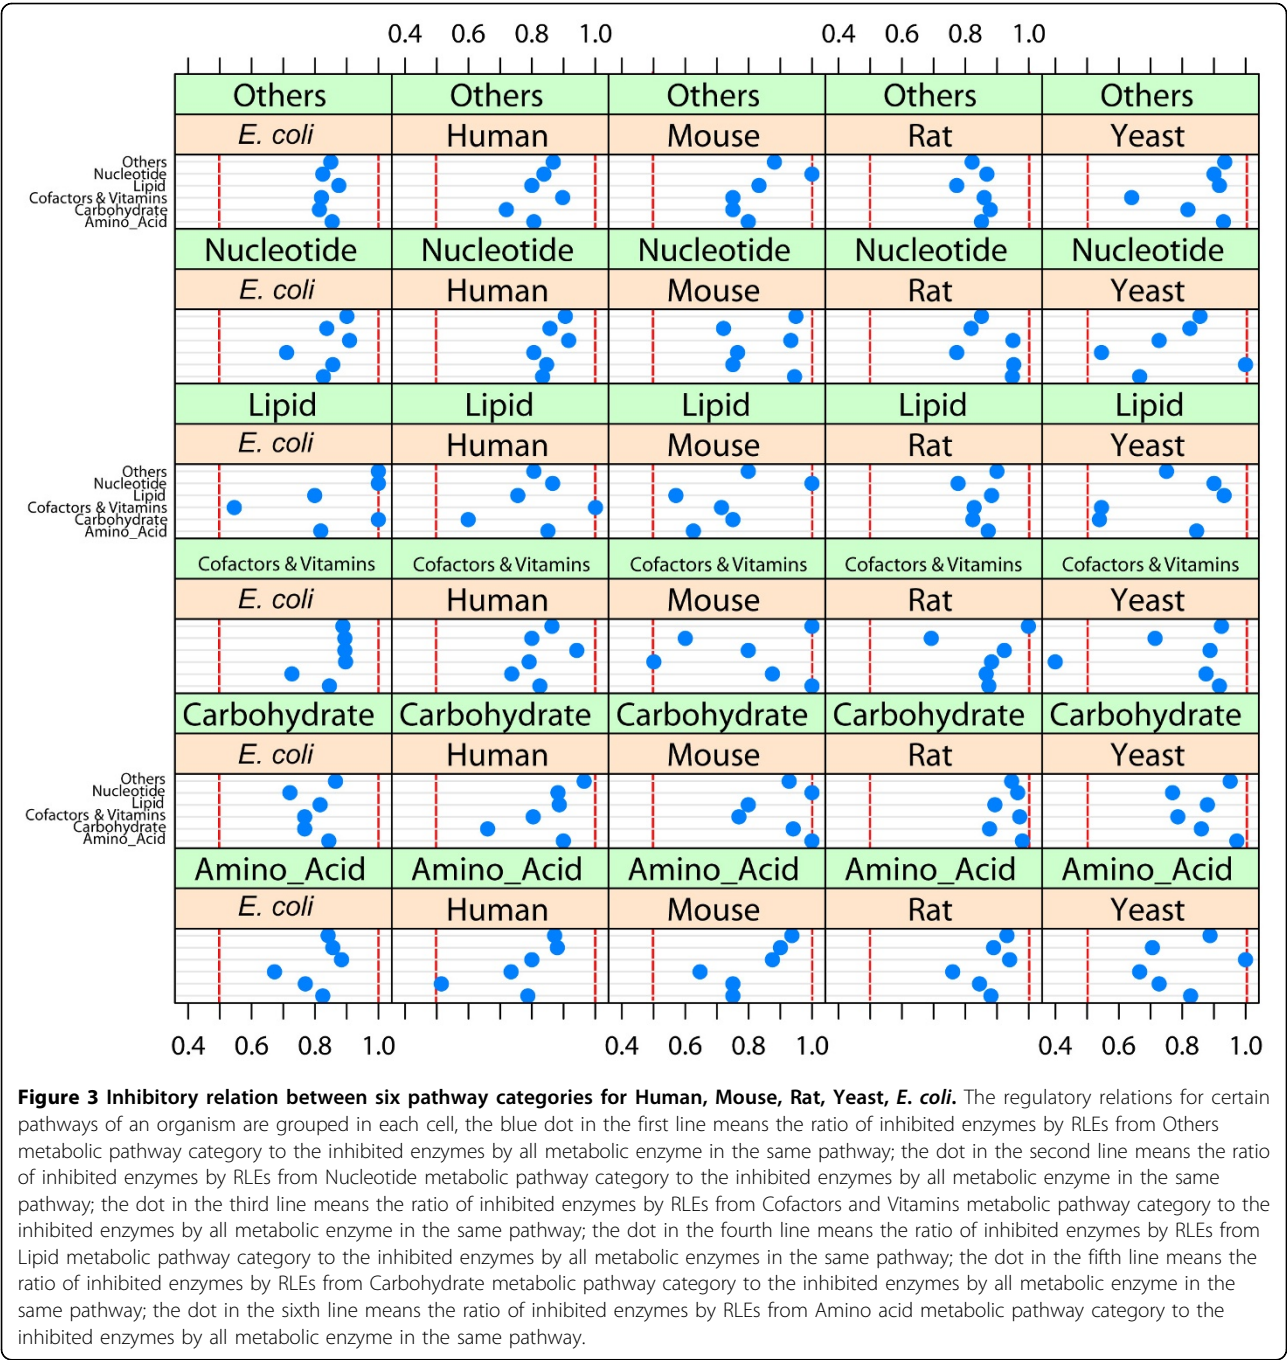 0.4 0.6 0.8 1.0 0.4 0.6 0.8 1.0
Others Others Others Others Others
E. coli Human Mouse Rat Yeast
Others
Nucleotide
Lipid
Cofactors & Vitamins
Carbohydrate
Amino_Acid
Nucleotide Nucleotide Nucleotide Nucleotide Nucleotide
E. coli Human Mouse Rat Yeast
Lipid Lipid Lipid Lipid Lipid
E. coli Human Mouse Rat Yeast
Others
Nucleotide
Lipid
Cofactors & Vitamins
Carbohydrate
Amino_Acid
Cofactors & Vitamins Cofactors & Vitamins Cofactors & Vitamins Cofactors & Vitamins Cofactors & Vitamins
E. coli Human Mouse Rat Yeast
Carbohydrate Carbohydrate Carbohydrate Carbohydrate Carbohydrate
E. coli Human Mouse Rat Yeast
Others
Nucleotide
Lipid
Cofactors & Vitamins
Carbohydrate
Amino_Acid
Amino_Acid Amino_Acid Amino_Acid Amino_Acid Amino_Acid
E. coli Human Mouse Rat Yeast
0.4 0.6 0.8 1.0 0.4 0.6 0.8 1.0 0.4 0.6 0.8 1.0
Figure 3 Inhibitory relation between six pathway categories for Human, Mouse, Rat, Yeast, E. coli. The regulatory relations for certain
pathways of an organism are grouped in each cell, the blue dot in the first line means the ratio of inhibited enzymes by RLEs from Others
metabolic pathway category to the inhibited enzymes by all metabolic enzyme in the same pathway; the dot in the second line means the ratio
of inhibited enzymes by RLEs from Nucleotide metabolic pathway category to the inhibited enzymes by all metabolic enzyme in the same
pathway; the dot in the third line means the ratio of inhibited enzymes by RLEs from Cofactors and Vitamins metabolic pathway category to the
inhibited enzymes by all metabolic enzyme in the same pathway; the dot in the fourth line means the ratio of inhibited enzymes by RLEs from
Lipid metabolic pathway category to the inhibited enzymes by all metabolic enzymes in the same pathway; the dot in the fifth line means the
ratio of inhibited enzymes by RLEs from Carbohydrate metabolic pathway category to the inhibited enzymes by all metabolic enzyme in the
same pathway; the dot in the sixth line means the ratio of inhibited enzymes by RLEs from Amino acid metabolic pathway category to the
inhibited enzymes by all metabolic enzyme in the same pathway.